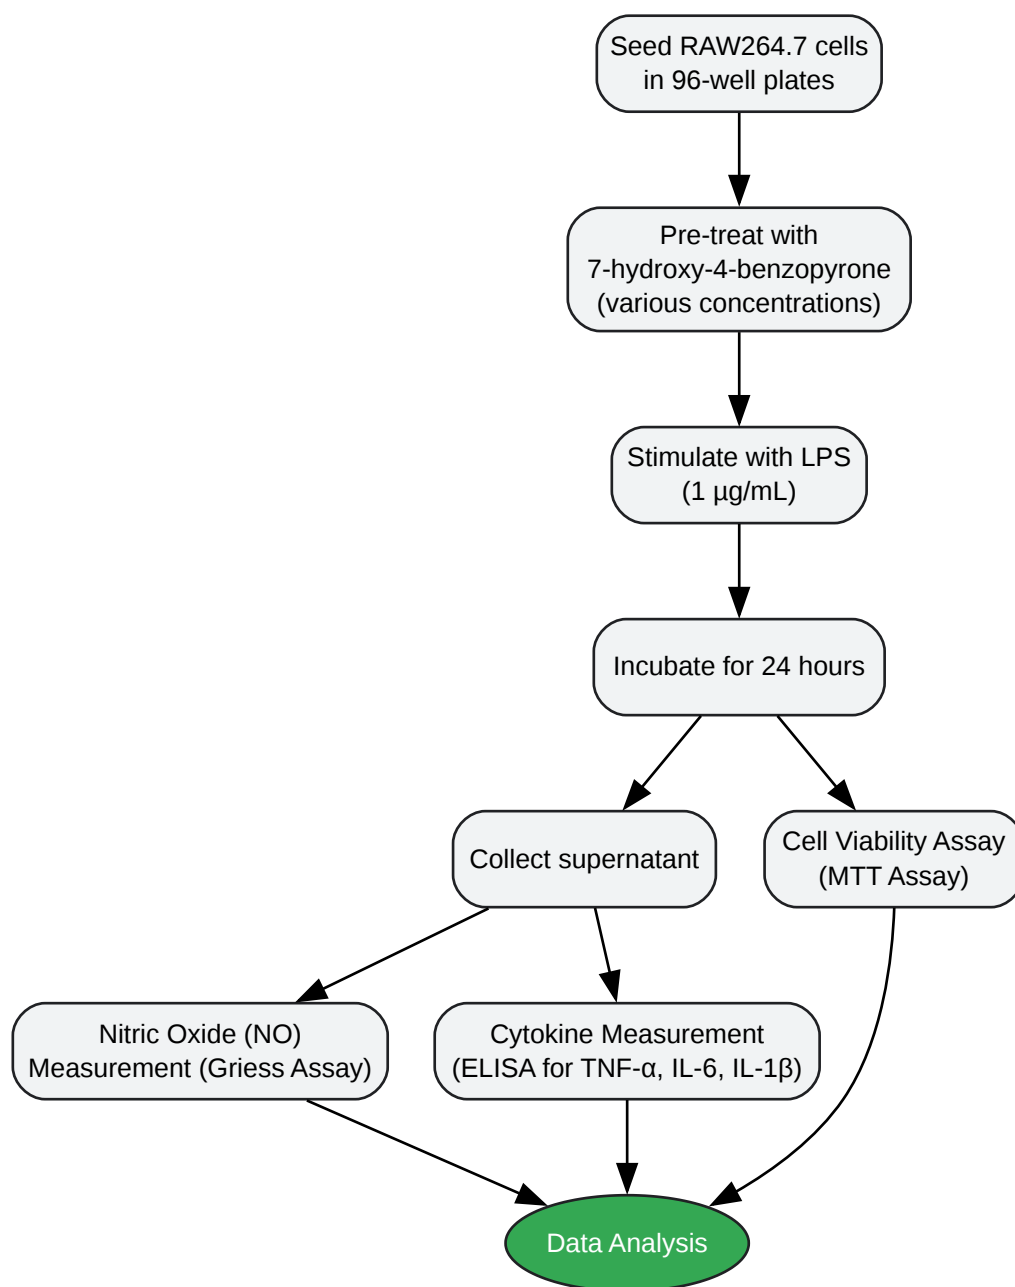 Seed RAW264.7 cells
in 96-well plates
Pre-treat with
7-hydroxy-4-benzopyrone
(various concentrations)
Stimulate with LPS
(1 µg/mL)
Incubate for 24 hours
Collect supernatant
Cell Viability Assay
(MTT Assay)
Nitric Oxide (NO)
Measurement (Griess Assay)
Cytokine Measurement
(ELISA for TNF-α, IL-6, IL-1β)
Data Analysis